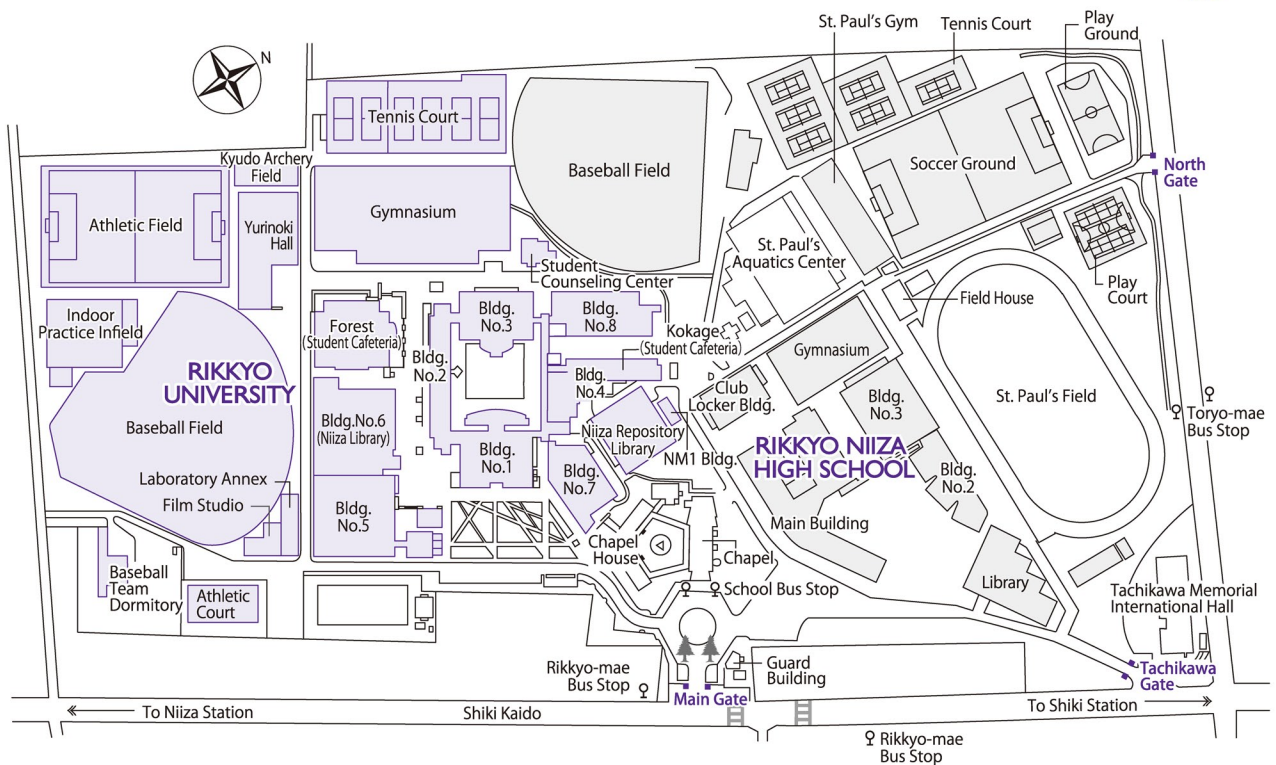 St. Paul's Gym
Tennis Court
Play
Ground
N
Tennis Court
Kyudo Archery
Field
Baseball Field
Soccer Ground
North
Gate
Athletic Field
Yurinoki
Hall
Gymnasium
St. Paul's
Aquatics Center
Student
Counseling Center
Play
Court
Field House
Indoor
Practice Infield
Forest
(Student Cafeteria)
Bldg.
No.3
Bldg.
No.8
Kokage
(Student Cafeteria)
Gymnasium
RIKKYO
UNIVERSITY
Bldg.
No.2
Bldg.
No.4
Club
Locker Bldg.
Bldg.
No.3
St. Paul's Field
Toryo-mae
Bus Stop
Baseball Field
Bldg.No.6
(Niiza Library)
Niiza Repository
Library
NM1 Bldg.
RIKKYO NIIZA
HIGH SCHOOL
Bldg.
No.1
Bldg.
No.7
Bldg.
No.2
Laboratory Annex
Film Studio
Bldg.
No.5
Main Building
Chapel
House
Chapel
Baseball
Team
Dormitory
Athletic
Court
School Bus Stop
Library
Tachikawa Memorial
International Hall
Rikkyo-mae
Bus Stop
Guard
Building
Tachikawa
Gate
Main Gate
To Niiza Station
Shiki Kaido
To Shiki Station
Rikkyo-mae
Bus Stop